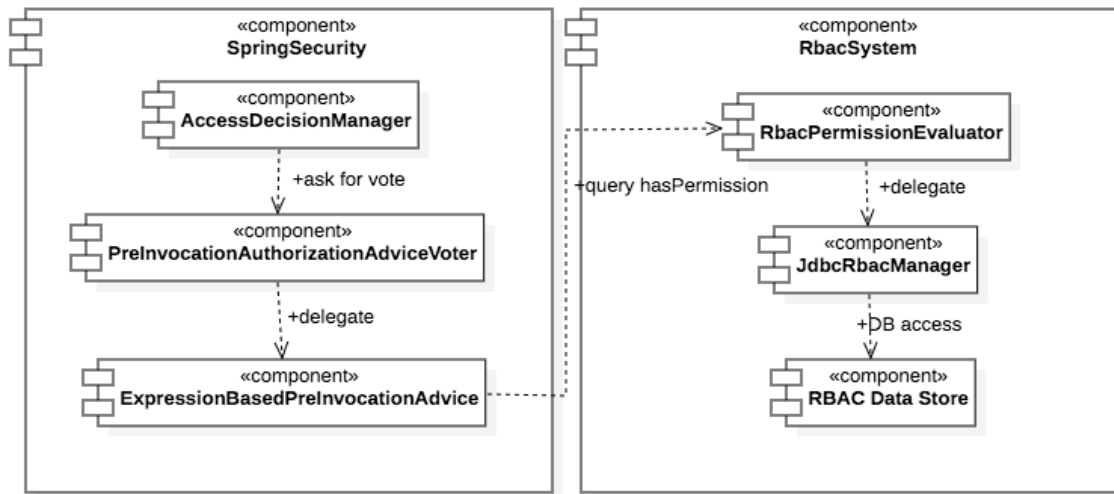 «component»
SpringSecurity
«component»
AccessDecisionManager
+ask for vote
«component»
PreInvocationAuthorizationAdviceVoter
+delegate
«component»
ExpressionBasedPreInvocationAdvice
+query hasPermission
«component»
RbacSystem
«component»
RbacPermissionEvaluator
+delegate
«component»
JdbcRbacManager
+DB access
«component»
RBAC Data Store